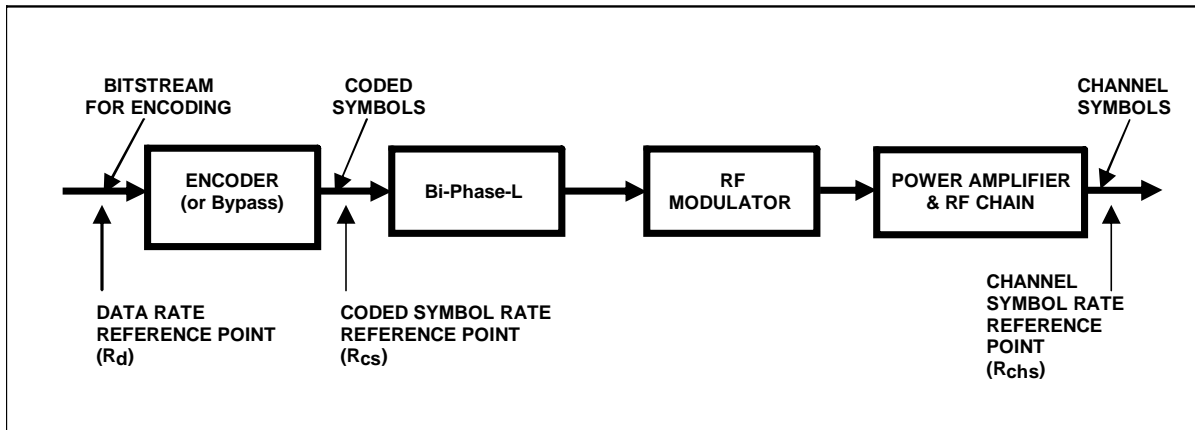 BITSTREAM
FOR ENCODING
CODED
SYMBOLS
CHANNEL
SYMBOLS
ENCODER
(or Bypass)
Bi-Phase-L
RF
MODULATOR
POWER AMPLIFIER
& RF CHAIN
DATA RATE
REFERENCE POINT
(Rd)
CODED SYMBOL RATE
REFERENCE POINT
(Rcs)
CHANNEL
SYMBOL RATE
REFERENCE
POINT
(Rchs)